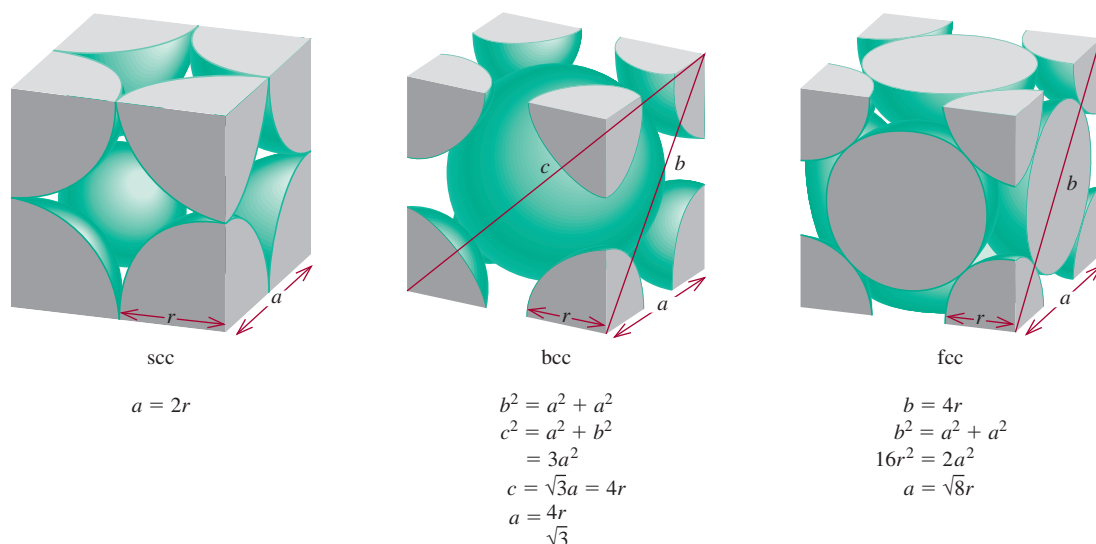 c
b
b
r
a
r
a
r
a
scc
bcc
fcc
a = 2r
b² = a² + a²
c² = a² + b²
= 3a²
c = √3a = 4r
a = 4r
√3
b = 4r
b² = a² + a²
16r² = 2a²
a = √8r